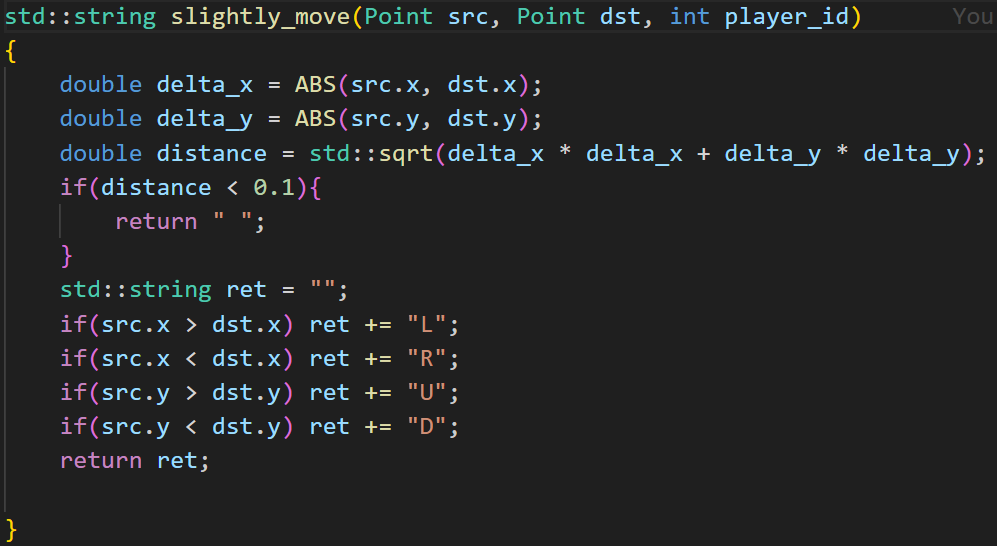 std::string slightly_move(Point src, Point dst, int player_id) You
{
    double delta_x = ABS(src.x, dst.x);
    double delta_y = ABS(src.y, dst.y);
    double distance = std::sqrt(delta_x * delta_x + delta_y * delta_y);
    if(distance < 0.1){
        return " ";
    }
    std::string ret = "";
    if(src.x > dst.x) ret += "L";
    if(src.x < dst.x) ret += "R";
    if(src.y > dst.y) ret += "U";
    if(src.y < dst.y) ret += "D";
    return ret;
}